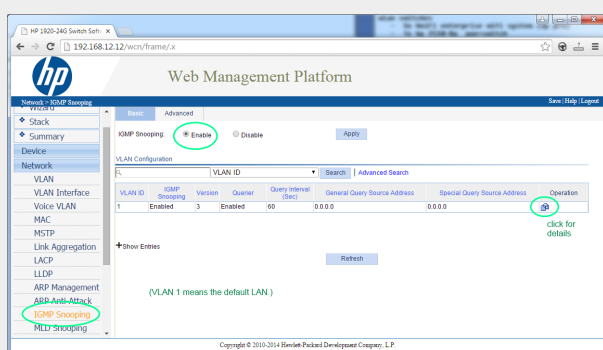 HP 1920-24G Switch Soft
192.168.12.12/wcn/frame/.x
hp
Web Management Platform
Network > IGMP Snooping
Save | Help | Logout
Wizard
Stack
Summary
Device
Network
VLAN
VLAN Interface
Voice VLAN
MAC
MSTP
Link Aggregation
LACP
LLDP
ARP Management
ARP Anti-Attack
IGMP Snooping
MLD Snooping
Basic Advanced
IGMP Snooping: Enable Disable Apply
VLAN Configuration
VLAN ID Search | Advanced Search
VLAN ID IGMP Snooping Version Querier Query Interval (Sec) General Query Source Address Special Query Source Address Operation
1 Enabled 3 Enabled 60 0.0.0.0 0.0.0.0
click for
details
+Show Entries
Refresh
(VLAN 1 means the default LAN.)
Copyright © 2010-2014 Hewlett-Packard Development Company, L.P.